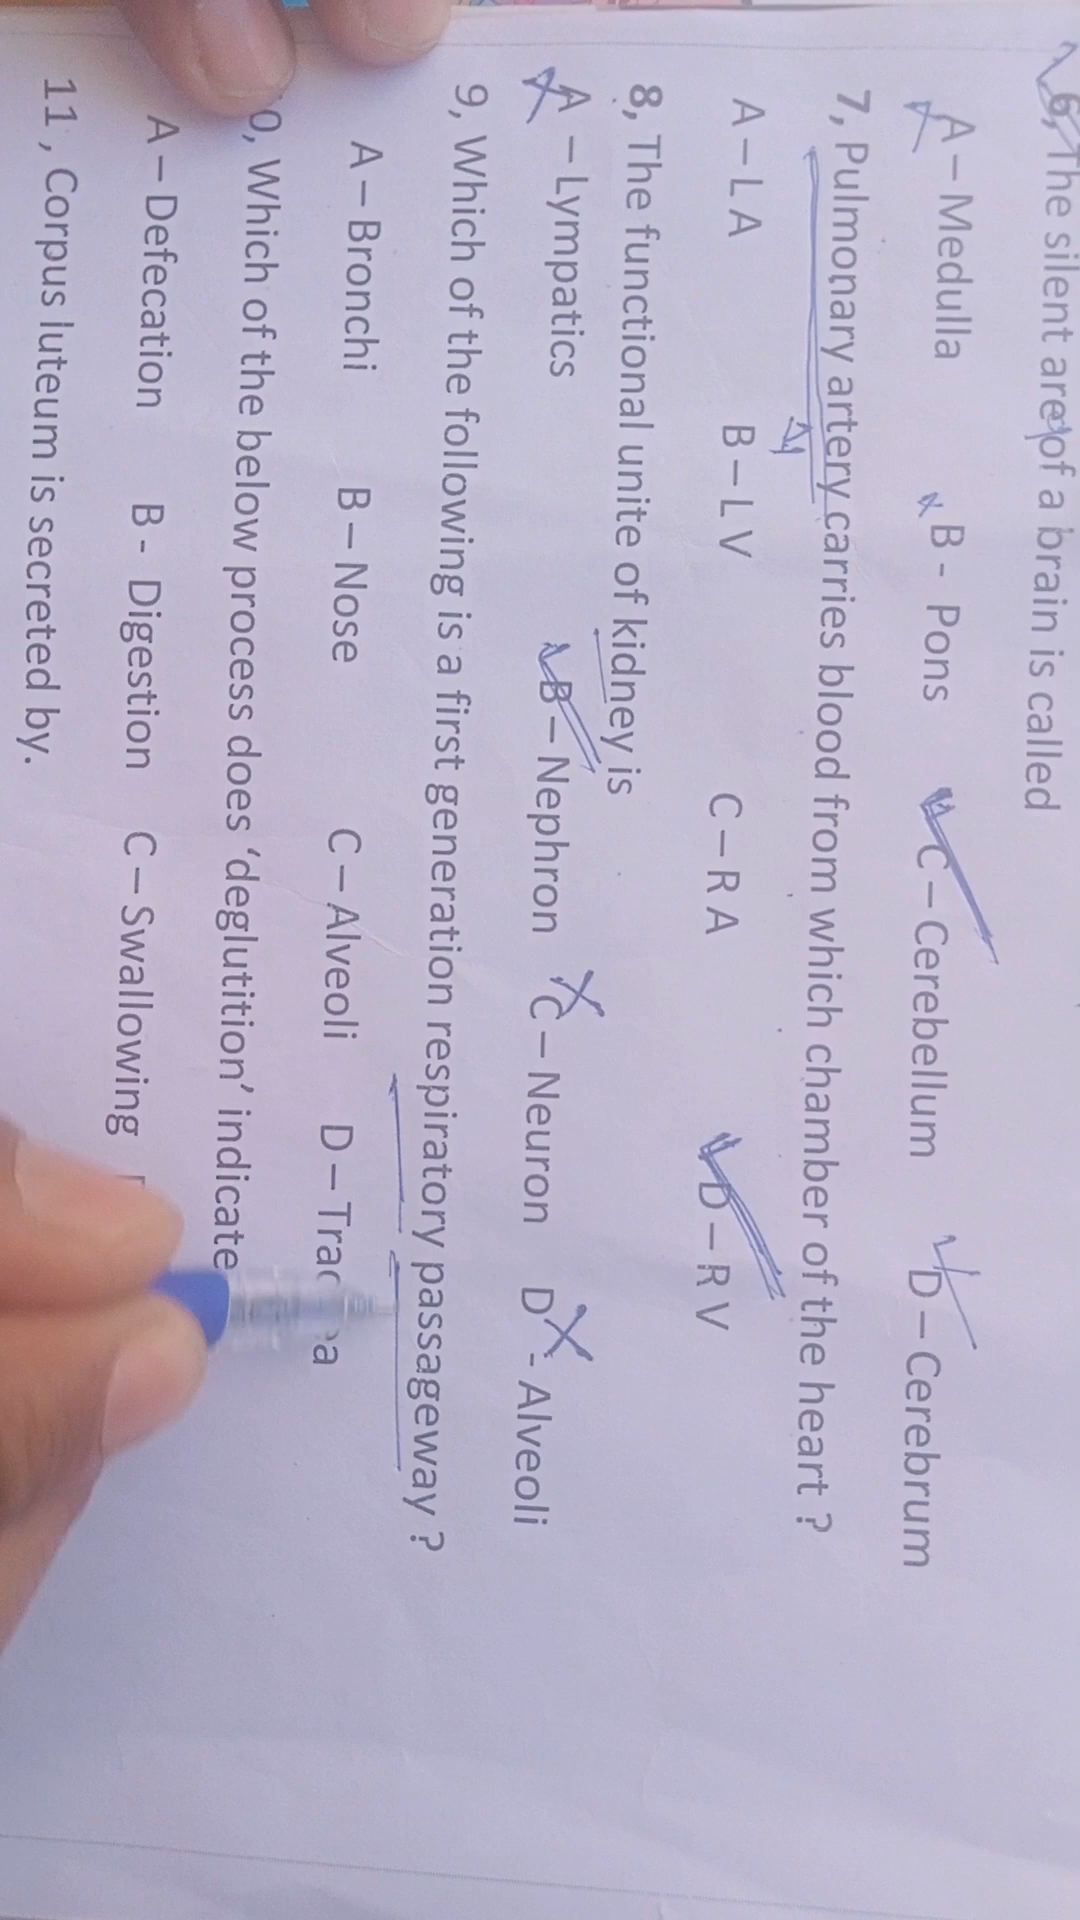 6, The silent are of a brain is called
A – Medulla B - Pons C – Cerebellum D – Cerebrum
7, Pulmonary artery carries blood from which chamber of the heart ?
A – L A B – L V C – R A D – R V
8, The functional unite of kidney is
A – Lympatics B – Nephron C – Neuron D - Alveoli
9, Which of the following is a first generation respiratory passageway ?
A – Bronchi B – Nose C – Alveoli D –
0, Which of the below process does ‘deglutition’ indicate
A – Defecation B - Digestion C – Swallowing
11 , Corpus luteum is secreted by.